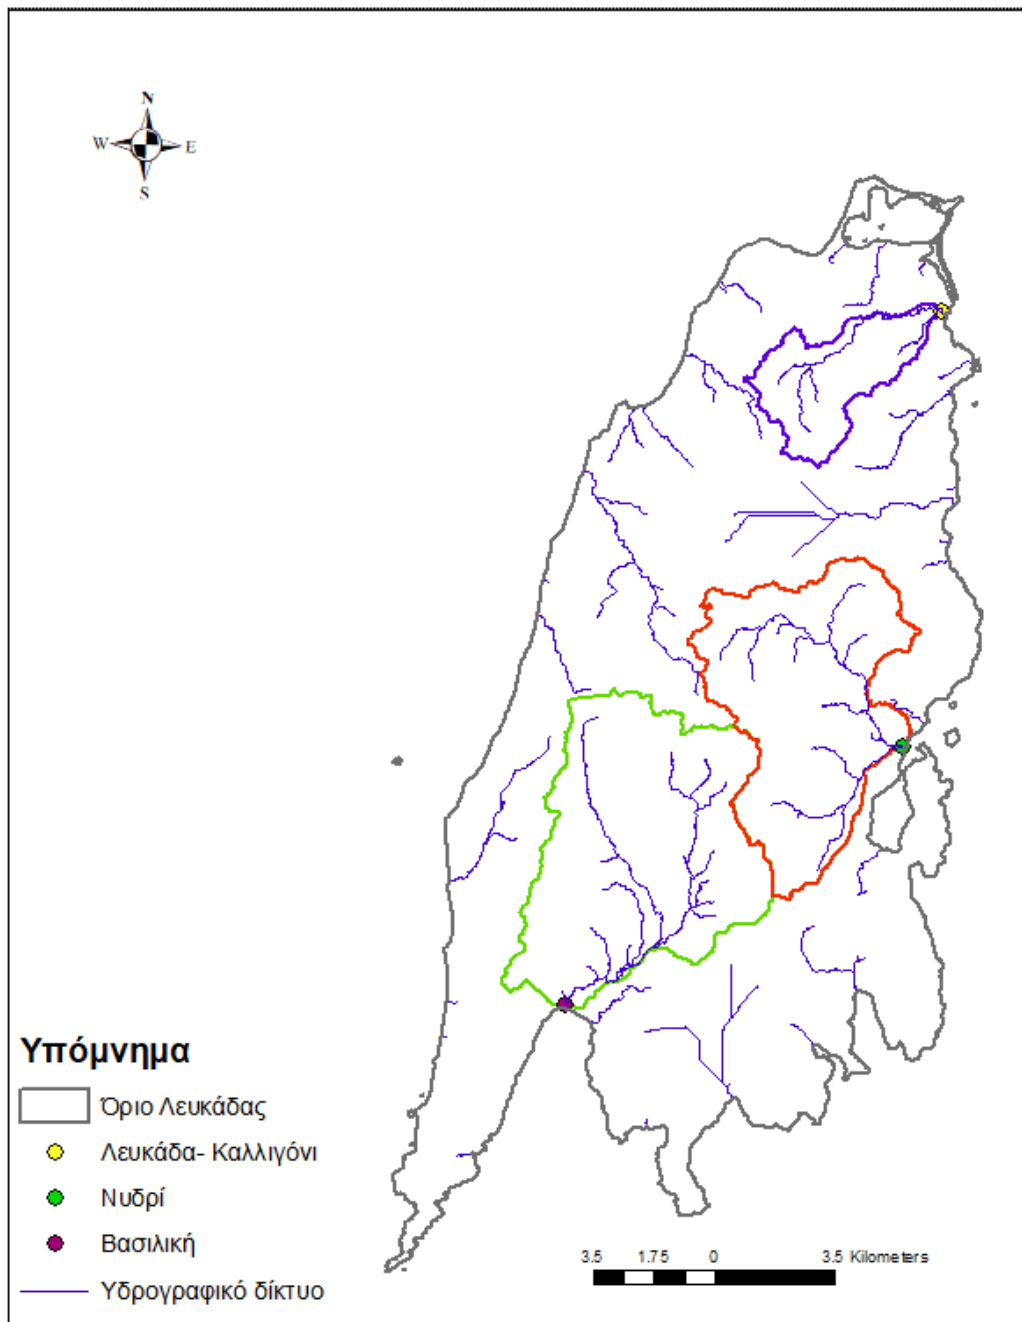 N
W E
S
Υπόμνημα
Όριο Λευκάδας
Λευκάδα- Καλλιγόνι
Νυδρί
Βασιλική
Υδρογραφικό δίκτυο
3.5 1.75 0 3.5 Kilometers